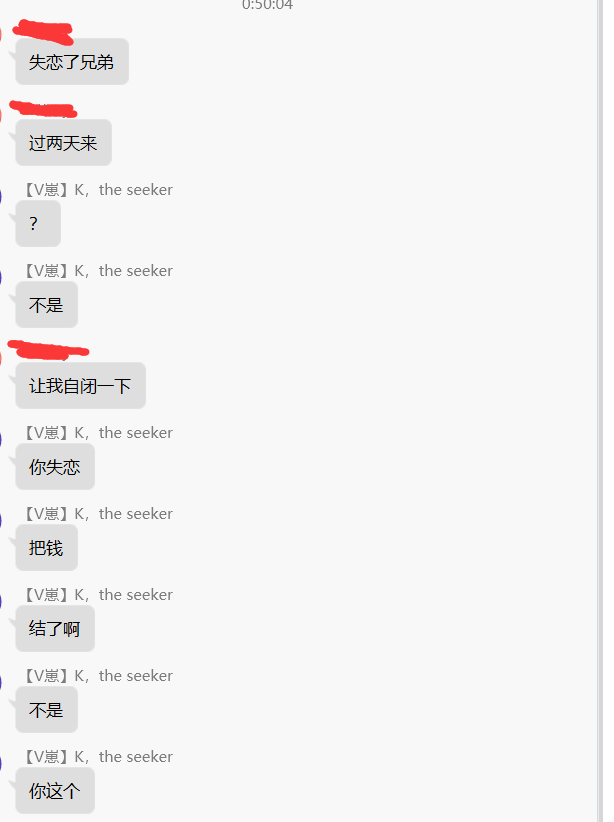 0:50:04
失恋了兄弟
过两天来
【V崽】K，the seeker
？
【V崽】K，the seeker
不是
让我自闭一下
【V崽】K，the seeker
你失恋
【V崽】K，the seeker
把钱
【V崽】K，the seeker
结了啊
【V崽】K，the seeker
不是
【V崽】K，the seeker
你这个